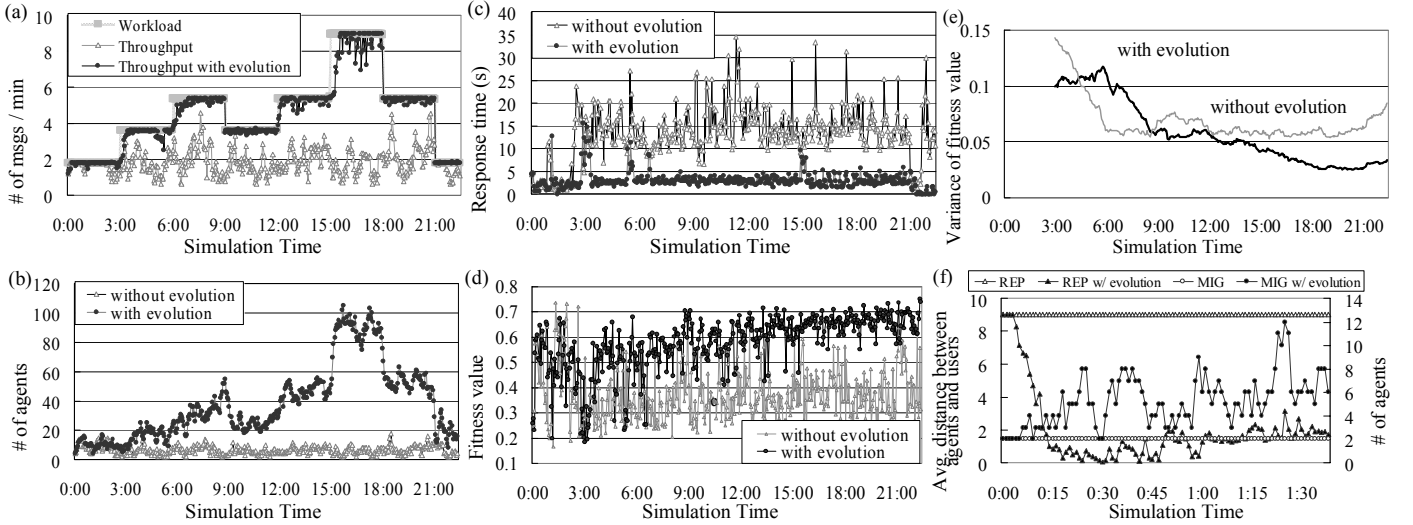 (a)
# of msgs / min
10
8
6
4
2
0
Workload
Throughput
Throughput with evolution
0:00 3:00 6:00 9:00 12:00 15:00 18:00 21:00
Simulation Time
(b)
# of agents
120
100
80
60
40
20
0
without evolution
with evolution
0:00 3:00 6:00 9:00 12:00 15:00 18:00 21:00
Simulation Time
(c)
Response time (s)
40
35
30
25
20
15
10
5
0
without evolution
with evolution
0:00 3:00 6:00 9:00 12:00 15:00 18:00 21:00
Simulation Time
(d)
Fitness value
0.8
0.7
0.6
0.5
0.4
0.3
0.2
0.1
without evolution
with evolution
0:00 3:00 6:00 9:00 12:00 15:00 18:00 21:00
Simulation Time
(e)
Variance of fitness value
0.15
0.1
0.05
0
with evolution
without evolution
0:00 3:00 6:00 9:00 12:00 15:00 18:00 21:00
Simulation Time
(f)
REP REP w/ evolution MIG MIG w/ evolution
Avg. distance between
agents and users
10
8
6
4
2
0
14
12
10
8
6
4
2
0
# of agents
0:00 0:15 0:30 0:45 1:00 1:15 1:30
Simulation Time